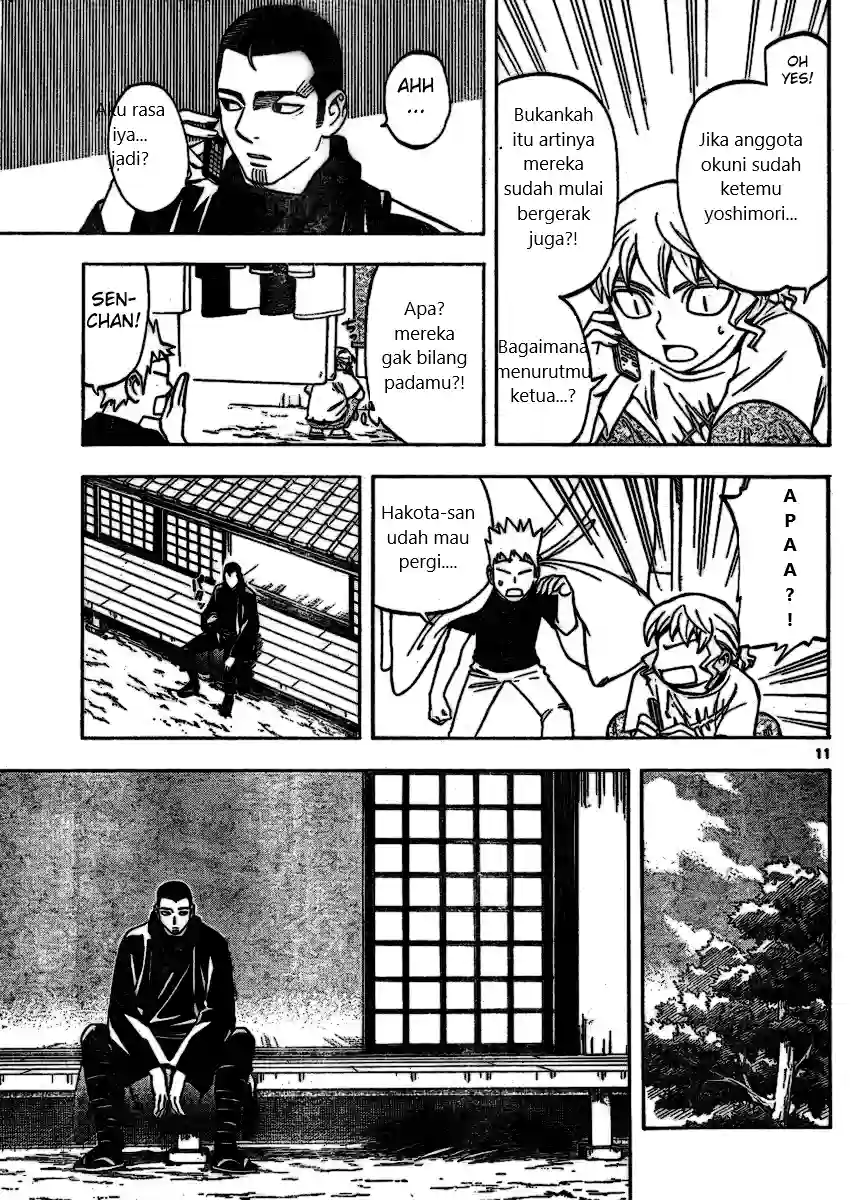 OH
YES!
Jika anggota
okuni sudah
ketemu
yoshimori...
Bukankah
itu artinya
mereka
sudah mulai
bergerak
juga?!
Bagaimana
menurutmu
ketua...?
AHH
...
Aku rasa
iya...
jadi?
Apa?
mereka
gak bilang
padamu?!
SEN-
CHAN!
A
P
A
A
?
!
Hakota-san
udah mau
pergi....
11